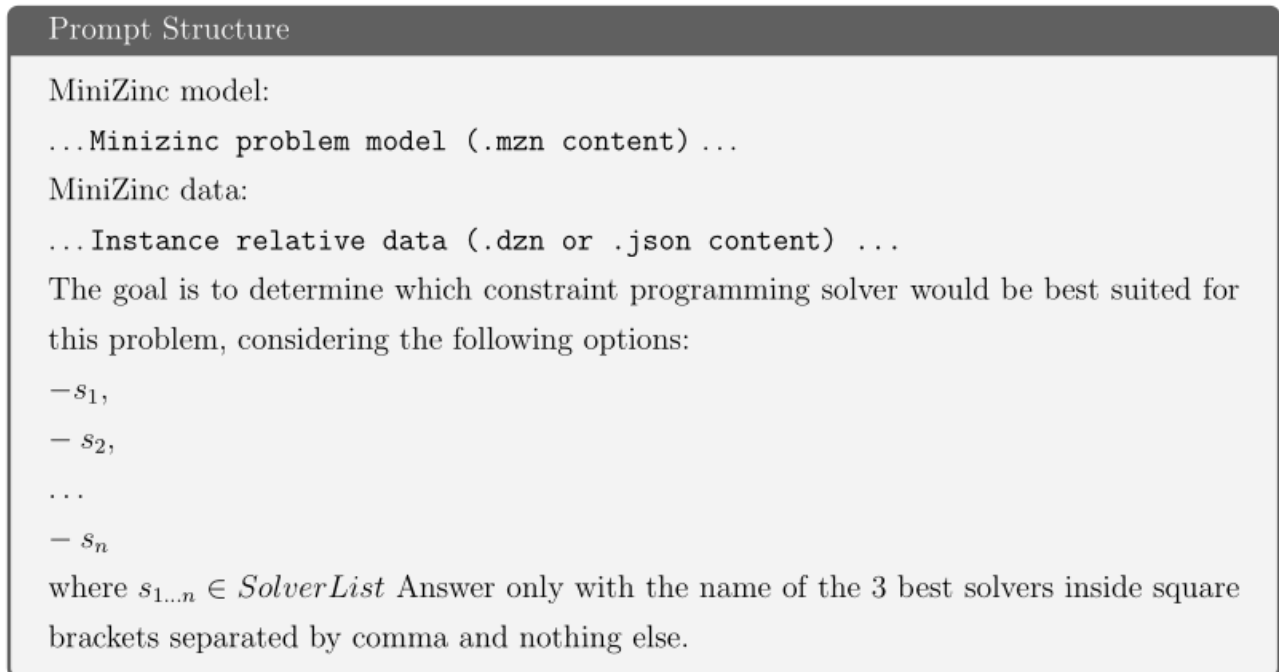 Prompt Structure
MiniZinc model:
...Minizinc problem model (.mzn content)...
MiniZinc data:
...Instance relative data (.dzn or .json content) ...
The goal is to determine which constraint programming solver would be best suited for
this problem, considering the following options:
−s₁,
− s₂,
...
− sₙ
where s₁...ₙ ∈ SolverList Answer only with the name of the 3 best solvers inside square
brackets separated by comma and nothing else.